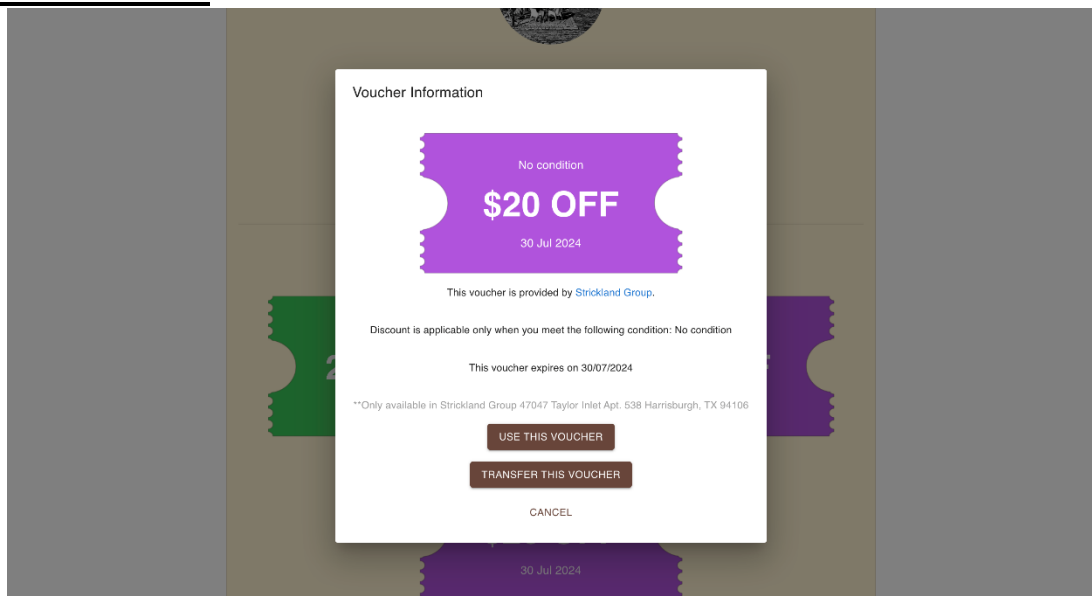 Voucher Information
No condition
$20 OFF
30 Jul 2024
This voucher is provided by Strickland Group.
Discount is applicable only when you meet the following condition: No condition
This voucher expires on 30/07/2024
**Only available in Strickland Group 47047 Taylor Inlet Apt. 538 Harrisburgh, TX 94106
USE THIS VOUCHER
TRANSFER THIS VOUCHER
CANCEL
30 Jul 2024